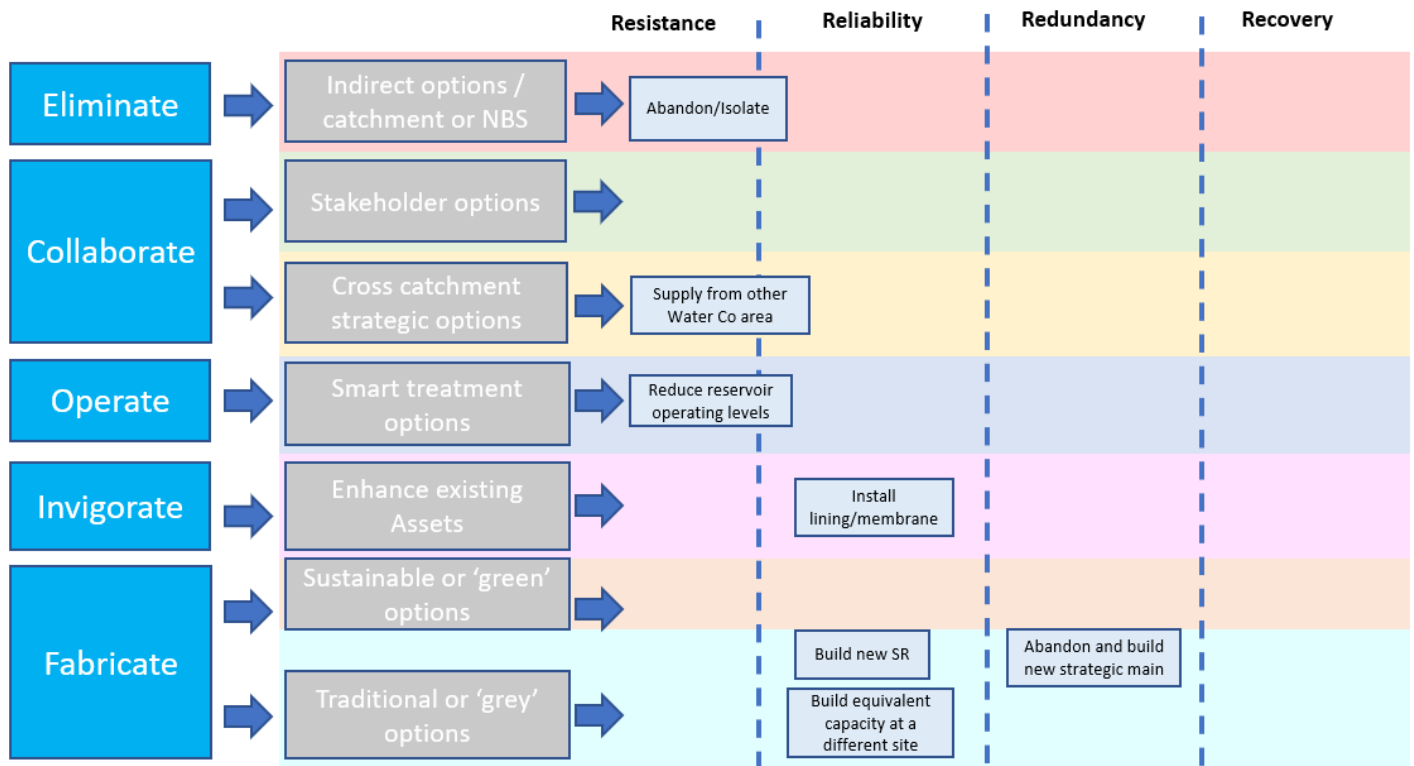 Resistance
Reliability
Redundancy
Recovery
Eliminate
Indirect options /
catchment or NBS
Abandon/Isolate
Collaborate
Stakeholder options
Cross catchment
strategic options
Supply from other
Water Co area
Operate
Smart treatment
options
Reduce reservoir
operating levels
Invigorate
Enhance existing
Assets
Install
lining/membrane
Fabricate
Sustainable or ‘green’
options
Traditional or ‘grey’
options
Build new SR
Abandon and build
new strategic main
Build equivalent
capacity at a
different site